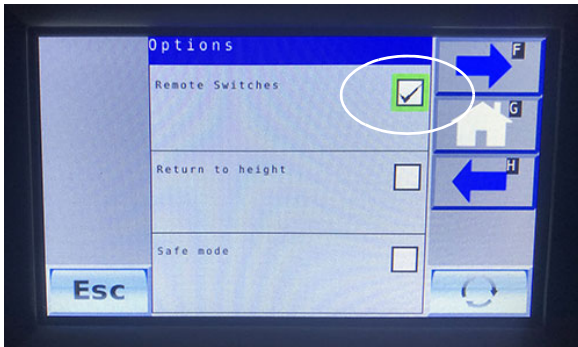 Options
F
Remote Switches
G
Return to height
H
Safe mode
Esc